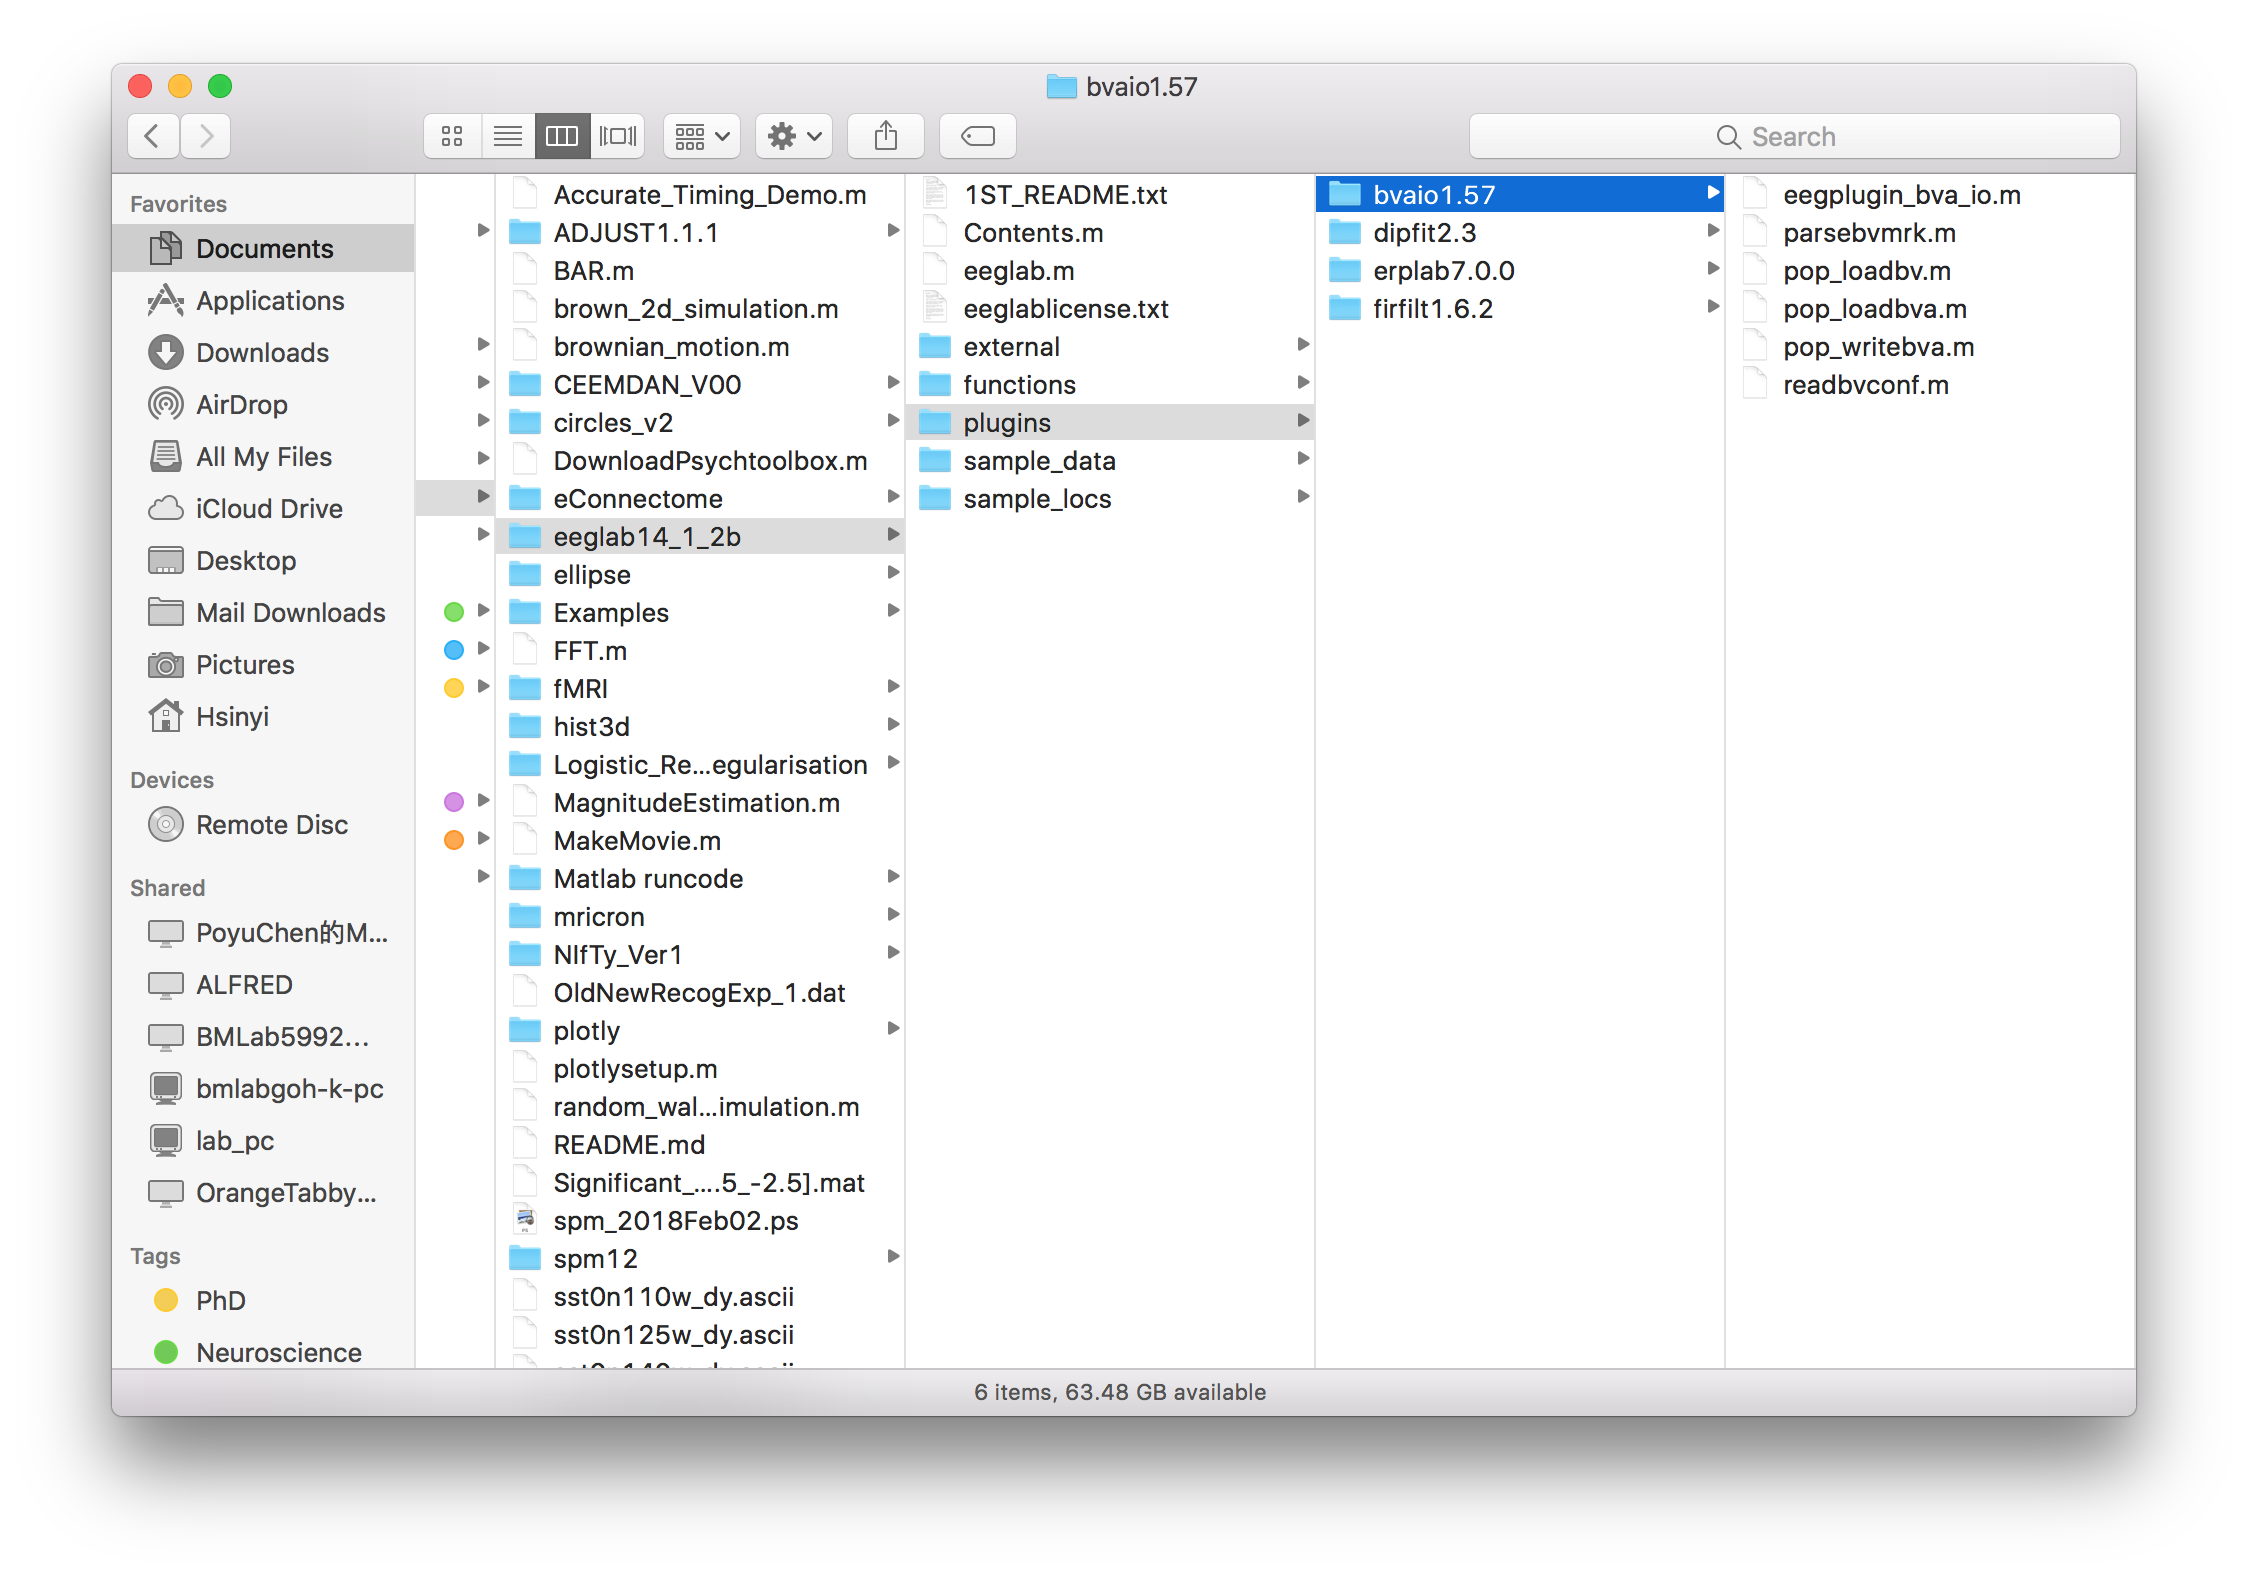 bvaio1.57
Search
Favorites
Documents
Applications
Downloads
AirDrop
All My Files
iCloud Drive
Desktop
Mail Downloads
Pictures
Hsinyi
Devices
Remote Disc
Shared
PoyuChen的M...
ALFRED
BMLab5992...
bmlabgoh-k-pc
lab_pc
OrangeTabby...
Tags
PhD
Neuroscience
Accurate_Timing_Demo.m
ADJUST1.1.1
BAR.m
brown_2d_simulation.m
brownian_motion.m
CEEMDAN_V00
circles_v2
DownloadPsychtoolbox.m
eConnectome
eeglab14_1_2b
ellipse
Examples
FFT.m
fMRI
hist3d
Logistic_Re...egularisation
MagnitudeEstimation.m
MakeMovie.m
Matlab runcode
mricron
NIfTy_Ver1
OldNewRecogExp_1.dat
plotly
plotlysetup.m
random_wal...imulation.m
README.md
Significant_....5_-2.5].mat
spm_2018Feb02.ps
spm12
sst0n110w_dy.ascii
sst0n125w_dy.ascii
1ST_README.txt
Contents.m
eeglab.m
eeglablicense.txt
external
functions
plugins
sample_data
sample_locs
bvaio1.57
dipfit2.3
erplab7.0.0
firfilt1.6.2
eegplugin_bva_io.m
parsebvmrk.m
pop_loadbv.m
pop_loadbva.m
pop_writebva.m
readbvconf.m
6 items, 63.48 GB available